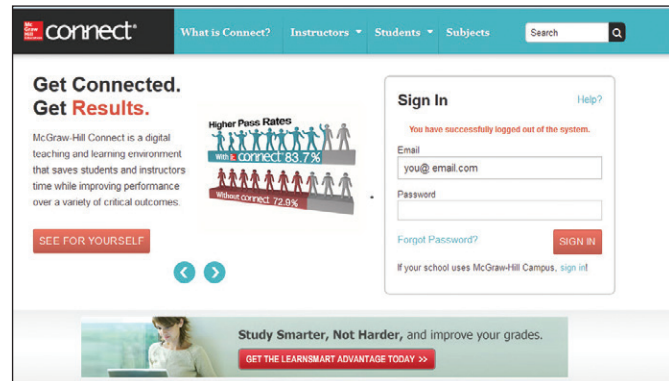 Mc
Graw
Hill
Education
connect®
What is Connect?
Instructors
Students
Subjects
Search
Get Connected.
Get Results.
McGraw-Hill Connect is a digital
teaching and learning environment
that saves students and instructors
time while improving performance
over a variety of critical outcomes.
SEE FOR YOURSELF
Higher Pass Rates
With connect 83.7%
Without connect 72.9%
Sign In
Help?
You have successfully logged out of the system.
Email
you@ email.com
Password
Forgot Password?
SIGN IN
If your school uses McGraw-Hill Campus, sign in!
Study Smarter, Not Harder, and improve your grades.
GET THE LEARNSMART ADVANTAGE TODAY >>